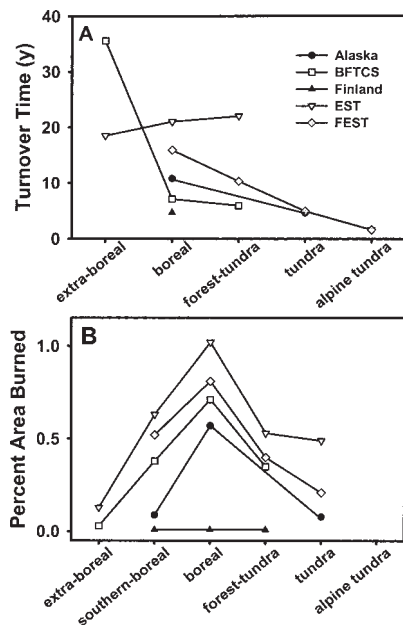 A
Turnover Time (y)
40
30
20
10
0
Alaska
BFTCS
Finland
EST
FEST
extra-boreal
boreal
forest-tundra
tundra
alpine tundra
B
Percent Area Burned
1.0
0.5
0.0
extra-boreal
southern-boreal
boreal
forest-tundra
tundra
alpine tundra